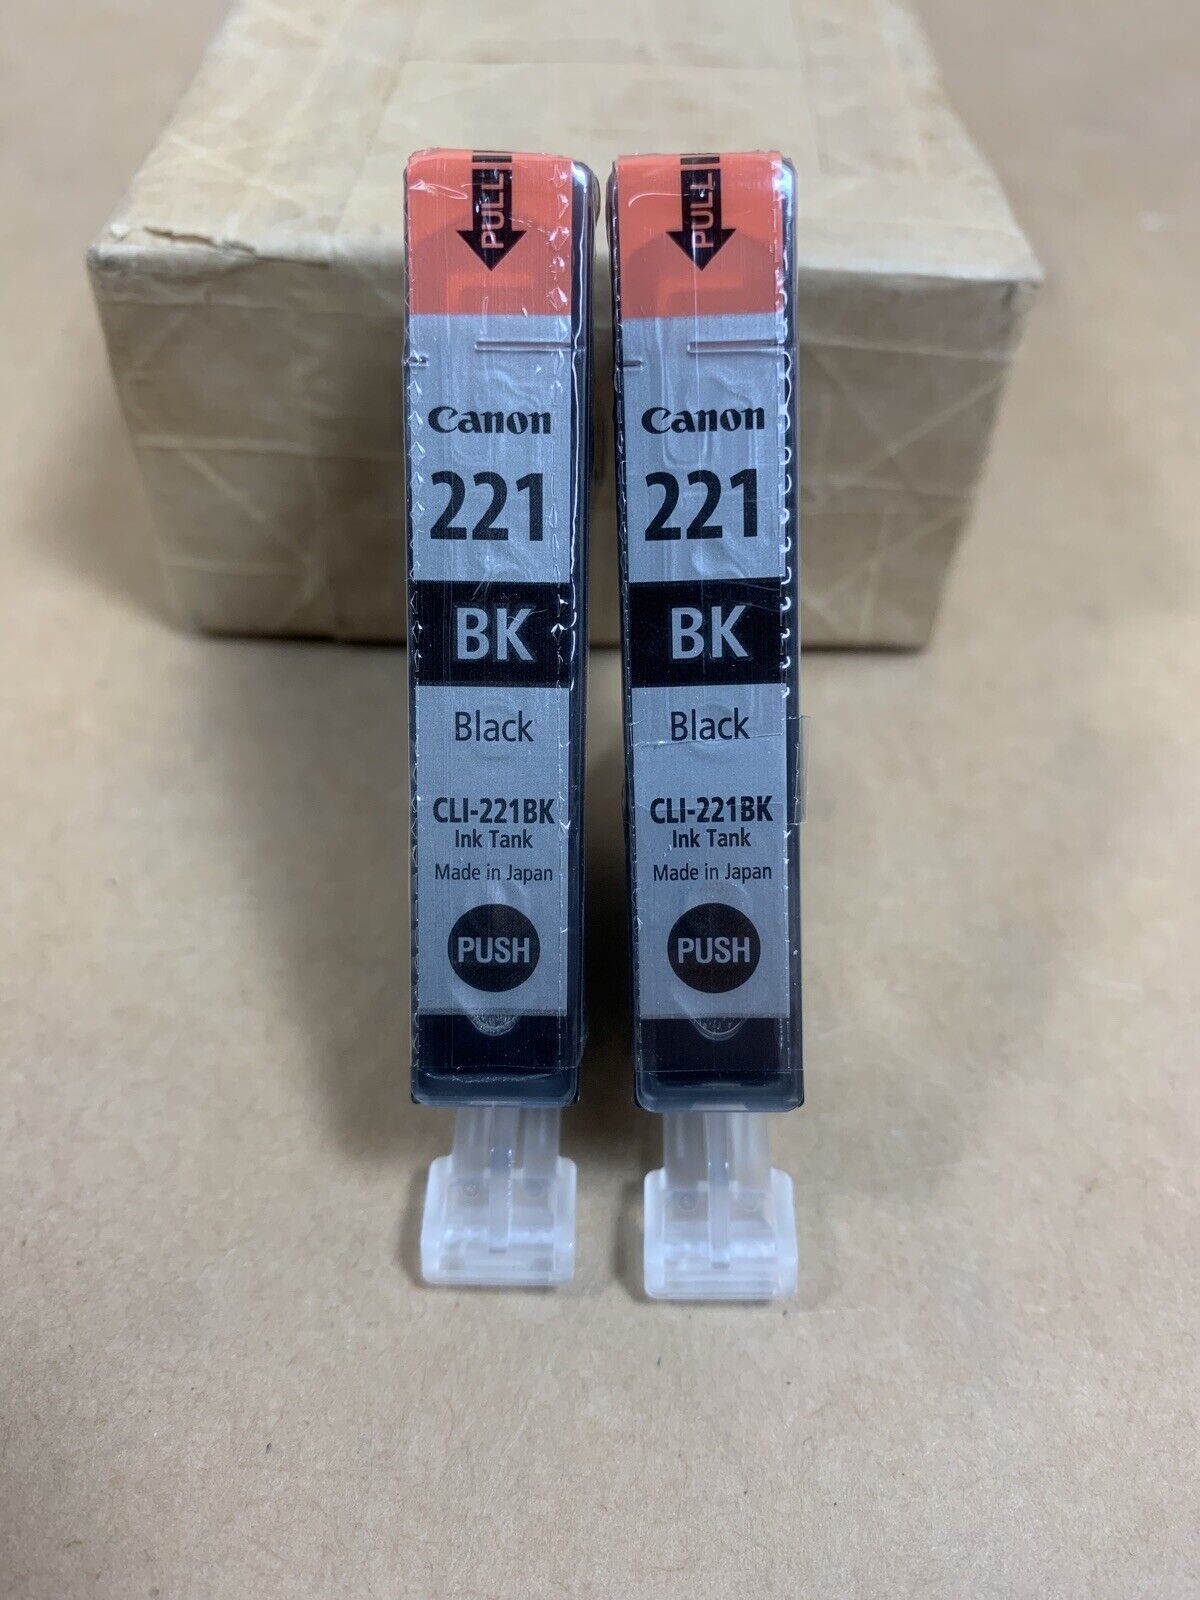 PULL
Canon
221
BK
Black
CLI-221BK
Ink Tank
Made in Japan
PUSH
PULL
Canon
221
BK
Black
CLI-221BK
Ink Tank
Made in Japan
PUSH